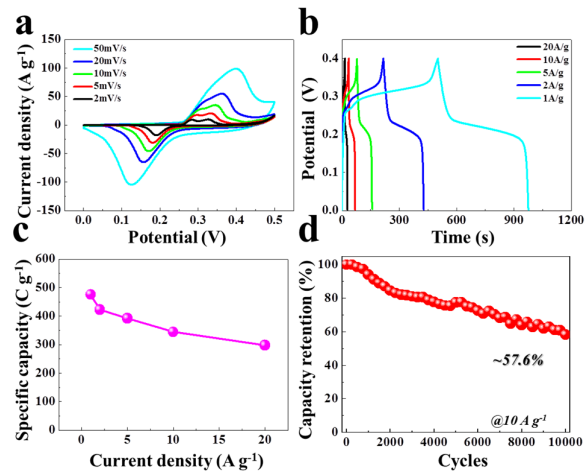 a
50mV/s
20mV/s
10mV/s
5mV/s
2mV/s
Current density (A g⁻¹)
150
100
50
0
-50
-100
-150
0.0 0.1 0.2 0.3 0.4 0.5
Potential (V)
b
20A/g
10A/g
5A/g
2A/g
1A/g
Potential (V)
0.4
0.3
0.2
0.1
0.0
0 300 600 900 1200
Time (s)
c
Specific capacity (C g⁻¹)
600
500
400
300
200
100
0
0 5 10 15 20
Current density (A g⁻¹)
d
Capacity retention (%)
100
80
60
40
20
0
~57.6%
@10 A g⁻¹
0 2000 4000 6000 8000 10000
Cycles